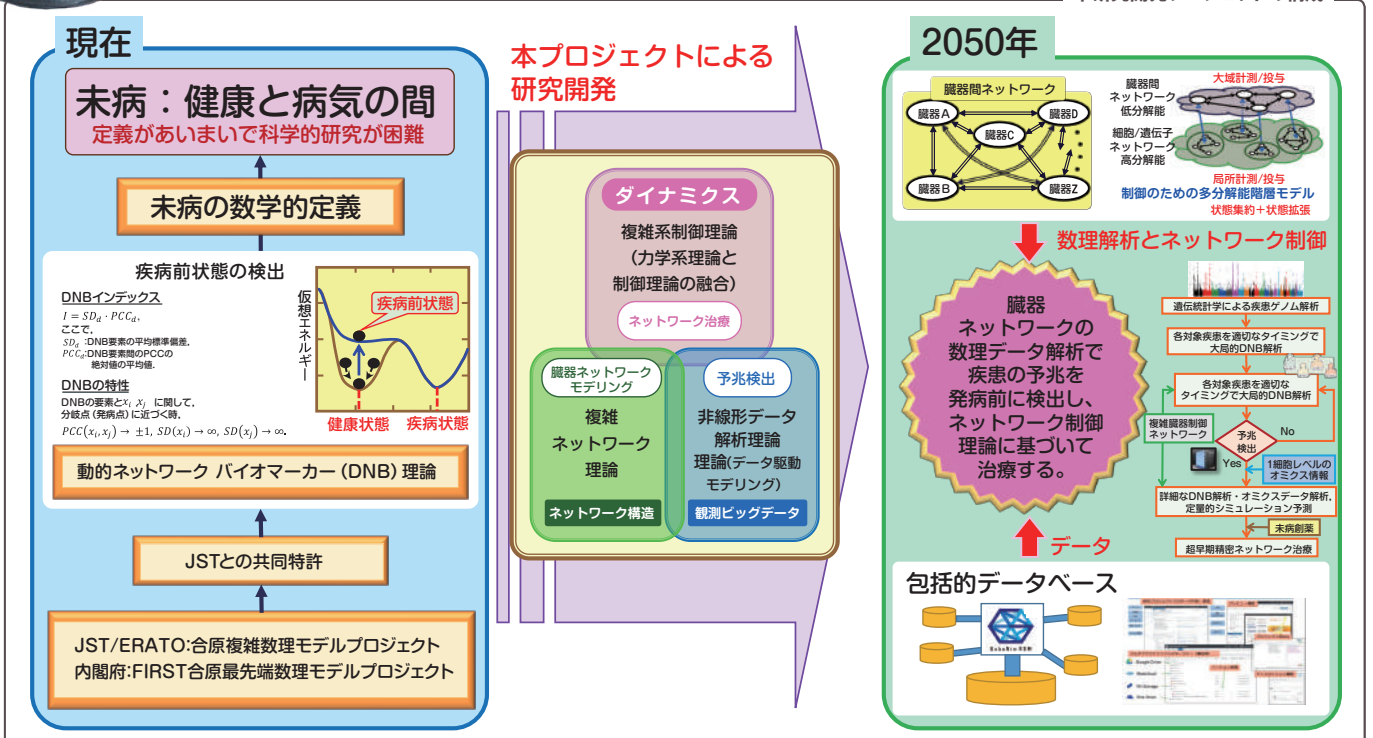 現在
未病：健康と病気の間
定義があいまいで科学的研究が困難
未病の数学的定義
疾病前状態の検出
DNBインデックス
I = SD_d · PCC_d,
ここで,
SD_d :DNB要素の平均標準偏差,
PCC_d:DNB要素間のPCCの
絶対値の平均値.
DNBの特性
DNBの要素とx_i, x_j に関して,
分岐点（発病点）に近づく時,
PCC(x_i, x_j) → ±1, SD(x_i) → ∞, SD(x_j) → ∞.
仮想エネルギー
疾病前状態
健康状態
疾病状態
動的ネットワーク バイオマーカー（DNB）理論
JSTとの共同特許
JST/ERATO:合原複雑数理モデルプロジェクト
内閣府:FIRST合原最先端数理モデルプロジェクト
本プロジェクトによる
研究開発
ダイナミクス
複雑系制御理論
（力学系理論と
制御理論の融合）
ネットワーク治療
臓器ネットワーク
モデリング
複雑
ネットワーク
理論
ネットワーク構造
予兆検出
非線形データ
解析理論
理論(データ駆動
モデリング）
観測ビッグデータ
2050年
臓器間ネットワーク
臓器A
臓器D
臓器C
臓器B
臓器Z
臓器間
ネットワーク
低分解能
細胞/遺伝子
ネットワーク
高分解能
大域計測/投与
局所計測/投与
制御のための多分解能階層モデル
状態集約＋状態拡張
数理解析とネットワーク制御
臓器
ネットワークの
数理データ解析で
疾患の予兆を
発病前に検出し、
ネットワーク制御
理論に基づいて
治療する。
遺伝統計学による疾患ゲノム解析
各対象疾患を適切なタイミングで
大局的DNB解析
各対象疾患を適切な
タイミングで大局的DNB解析
複雑臓器制御
ネットワーク
予兆
検出
No
Yes
1細胞レベルの
オミクス情報
詳細なDNB解析・オミクスデータ解析,
定量的シミュレーション予測
未病創薬
超早期精密ネットワーク治療
データ
包括的データベース